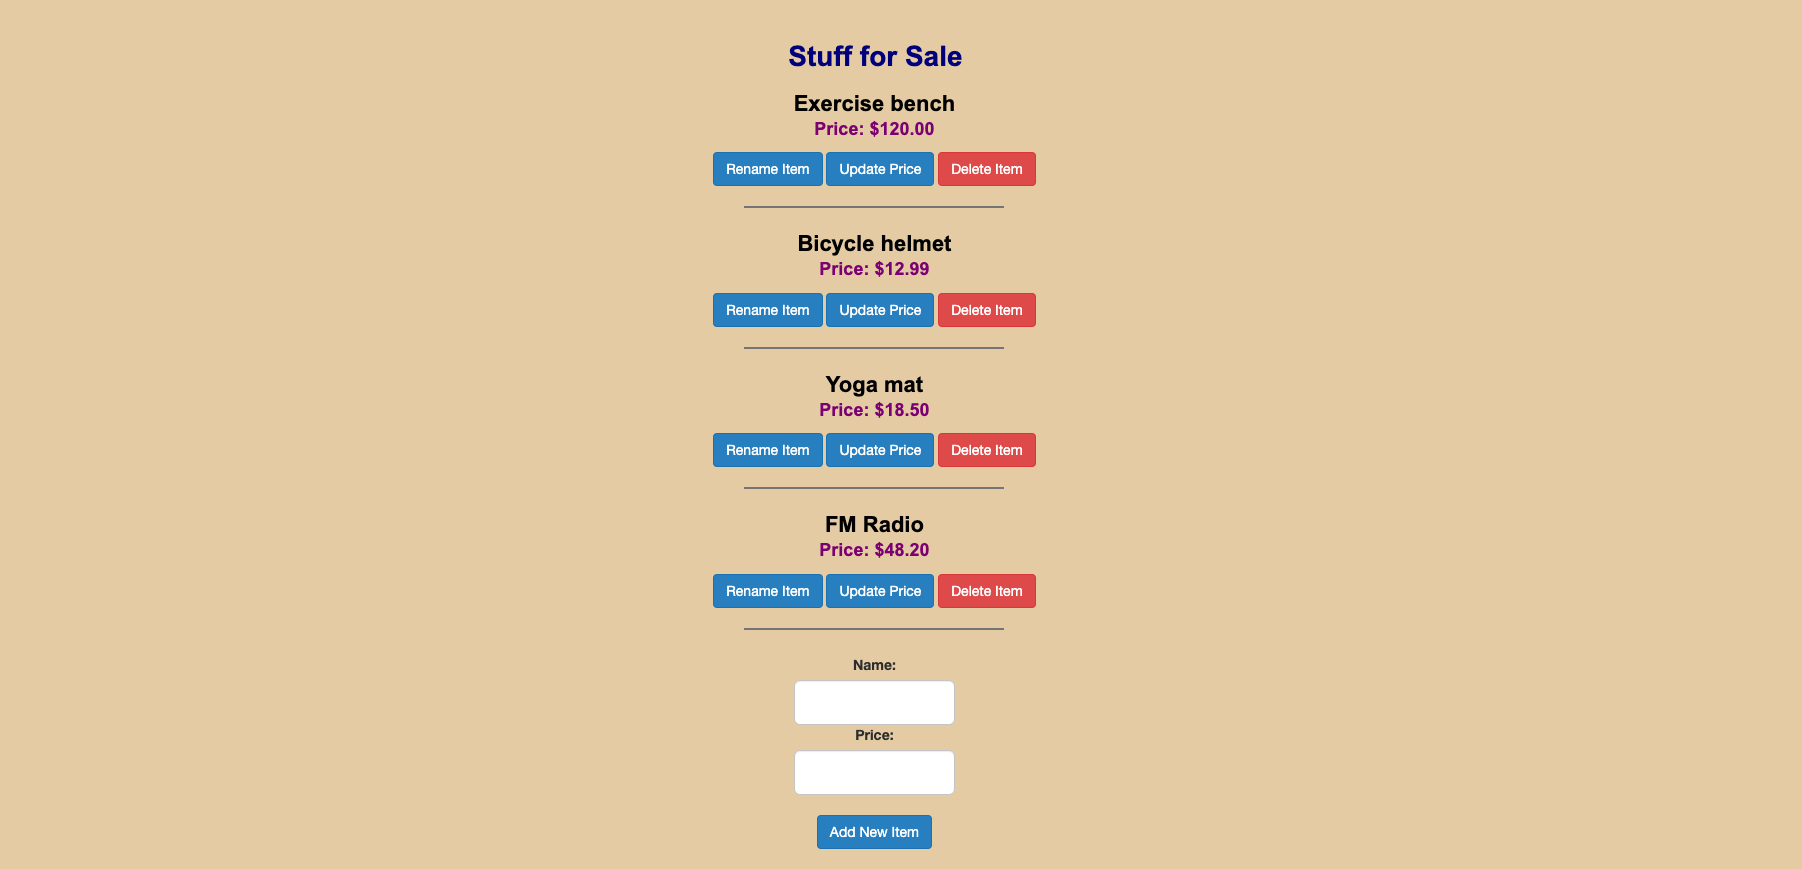 Stuff for Sale
Exercise bench
Price: $120.00
Rename Item Update Price Delete Item
Bicycle helmet
Price: $12.99
Rename Item Update Price Delete Item
Yoga mat
Price: $18.50
Rename Item Update Price Delete Item
FM Radio
Price: $48.20
Rename Item Update Price Delete Item
Name:
Price:
Add New Item